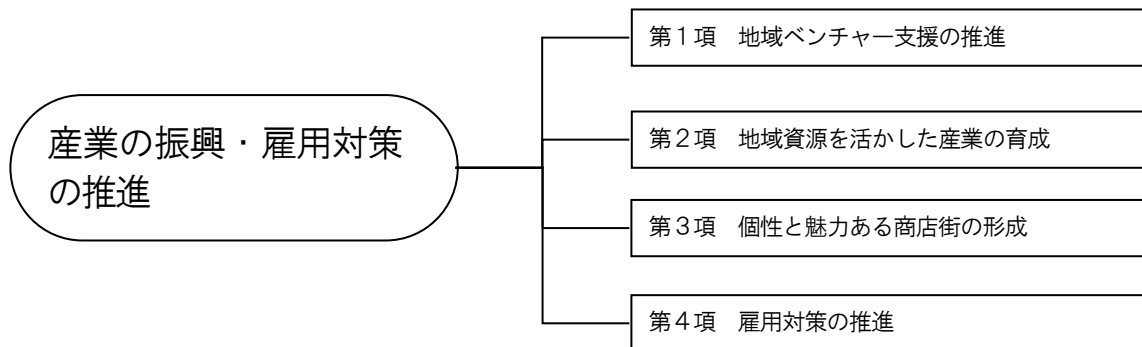 産業の振興・雇用対策
の推進
第１項　地域ベンチャー支援の推進
第２項　地域資源を活かした産業の育成
第３項　個性と魅力ある商店街の形成
第４項　雇用対策の推進